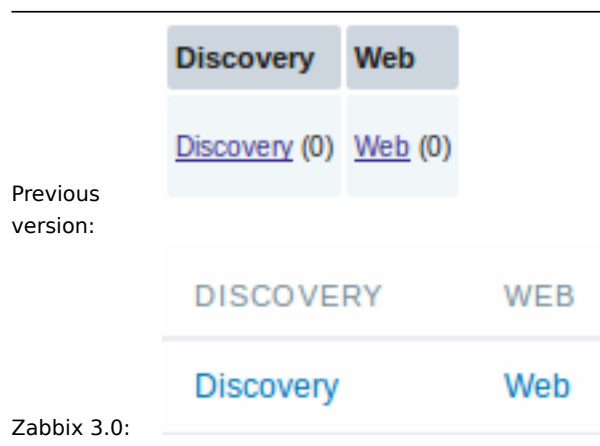 Discovery Web
Discovery (0) Web (0)
Previous
version:
DISCOVERY WEB
Discovery Web
Zabbix 3.0: